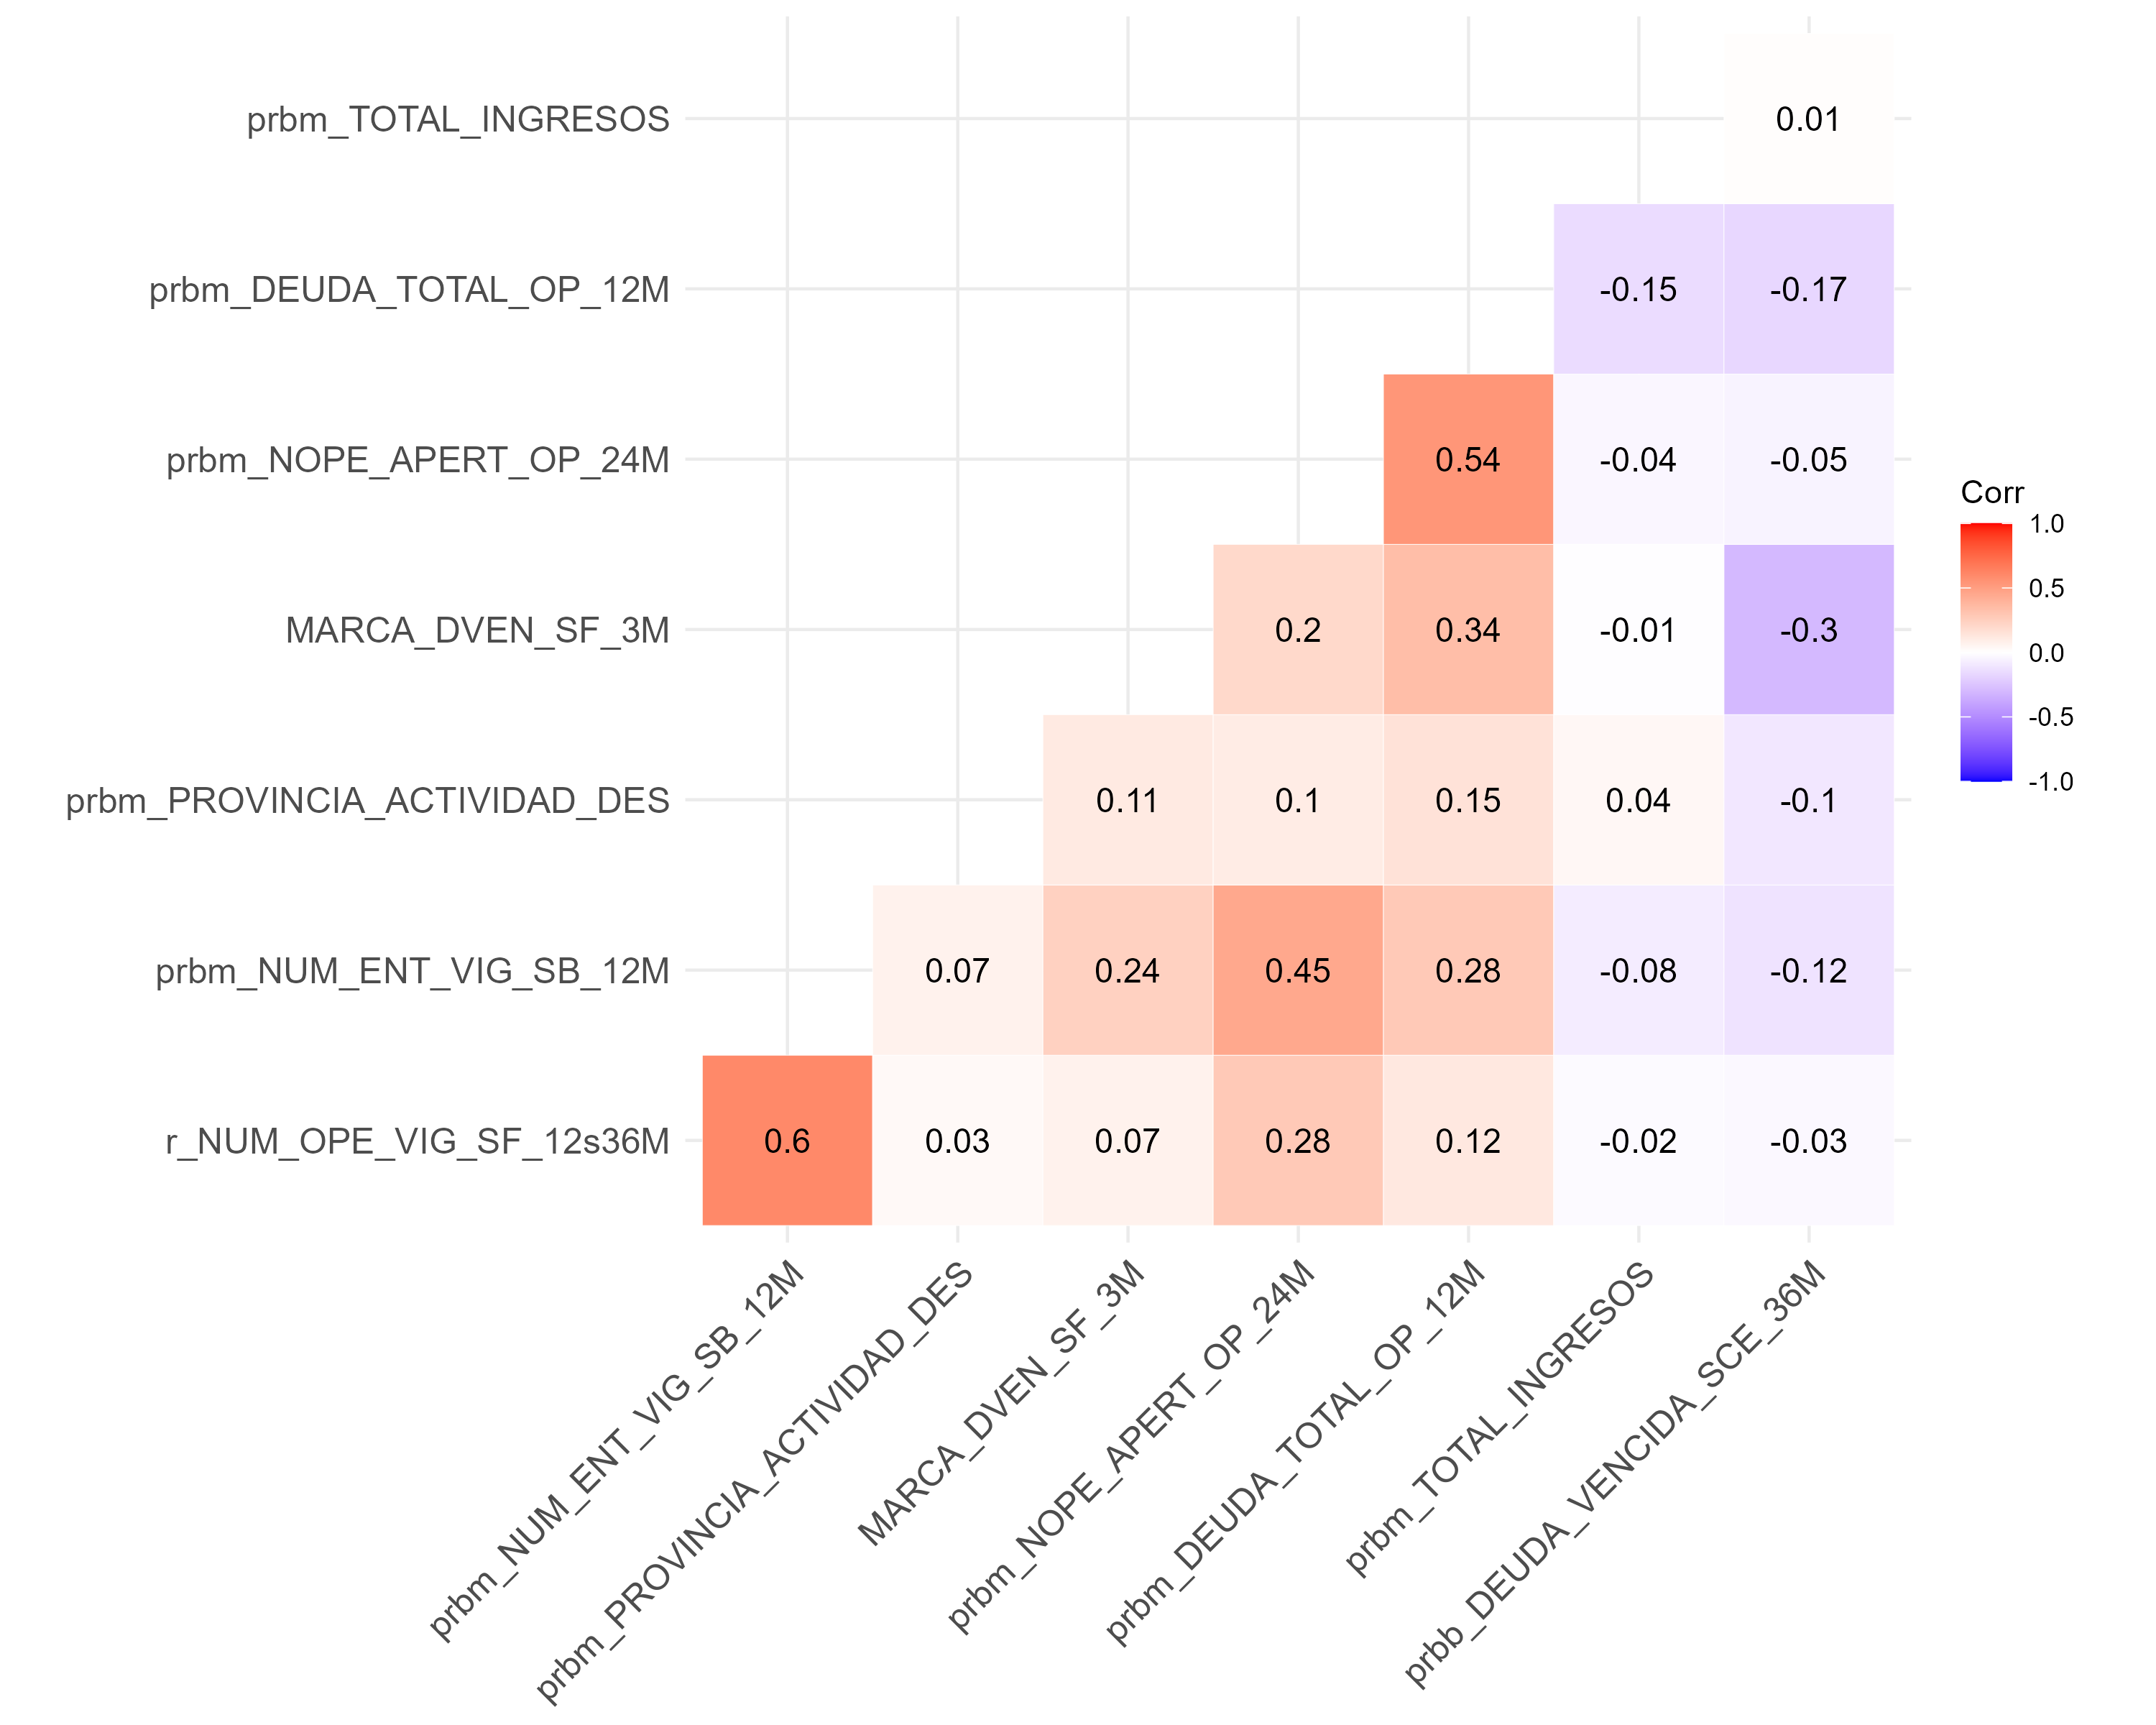 prbm_TOTAL_INGRESOS
0.01
prbm_DEUDA_TOTAL_OP_12M
-0.15 -0.17
prbm_NOPE_APERT_OP_24M
0.54 -0.04 -0.05
MARCA_DVEN_SF_3M
0.2 0.34 -0.01 -0.3
prbm_PROVINCIA_ACTIVIDAD_DES
0.11 0.1 0.15 0.04 -0.1
prbm_NUM_ENT_VIG_SB_12M
0.07 0.24 0.45 0.28 -0.08 -0.12
r_NUM_OPE_VIG_SF_12s36M
0.6 0.03 0.07 0.28 0.12 -0.02 -0.03
prbm_NUM_ENT_VIG_SB_12M
prbm_PROVINCIA_ACTIVIDAD_DES
MARCA_DVEN_SF_3M
prbm_NOPE_APERT_OP_24M
prbm_DEUDA_TOTAL_OP_12M
prbm_TOTAL_INGRESOS
prbb_DEUDA_VENCIDA_SCE_36M
Corr
1.0
0.5
0.0
-0.5
-1.0